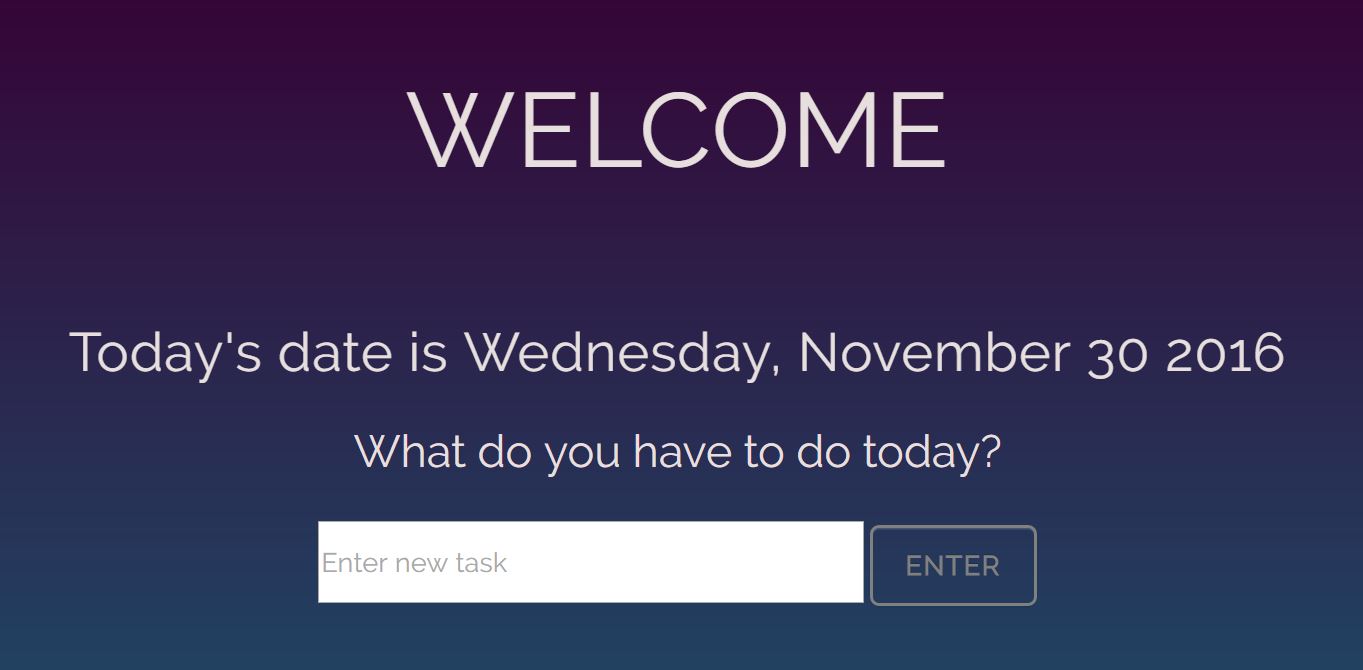 WELCOME
Today's date is Wednesday, November 30 2016
What do you have to do today?
Enter new task
ENTER